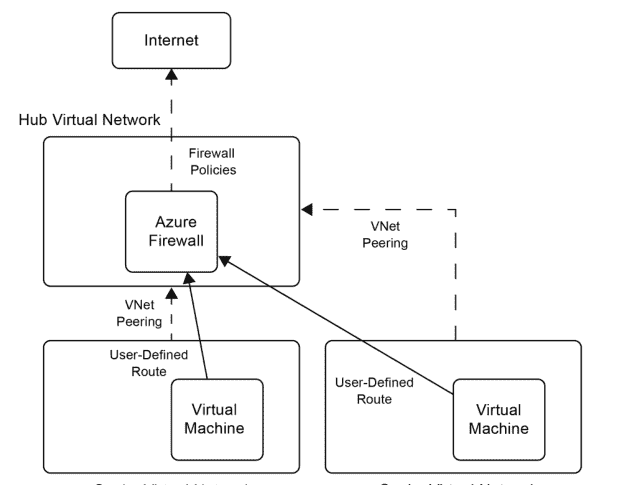 Internet
Hub Virtual Network
Firewall
Policies
Azure
Firewall
VNet
Peering
VNet
Peering
User-Defined
Route
Virtual
Machine
User-Defined
Route
Virtual
Machine